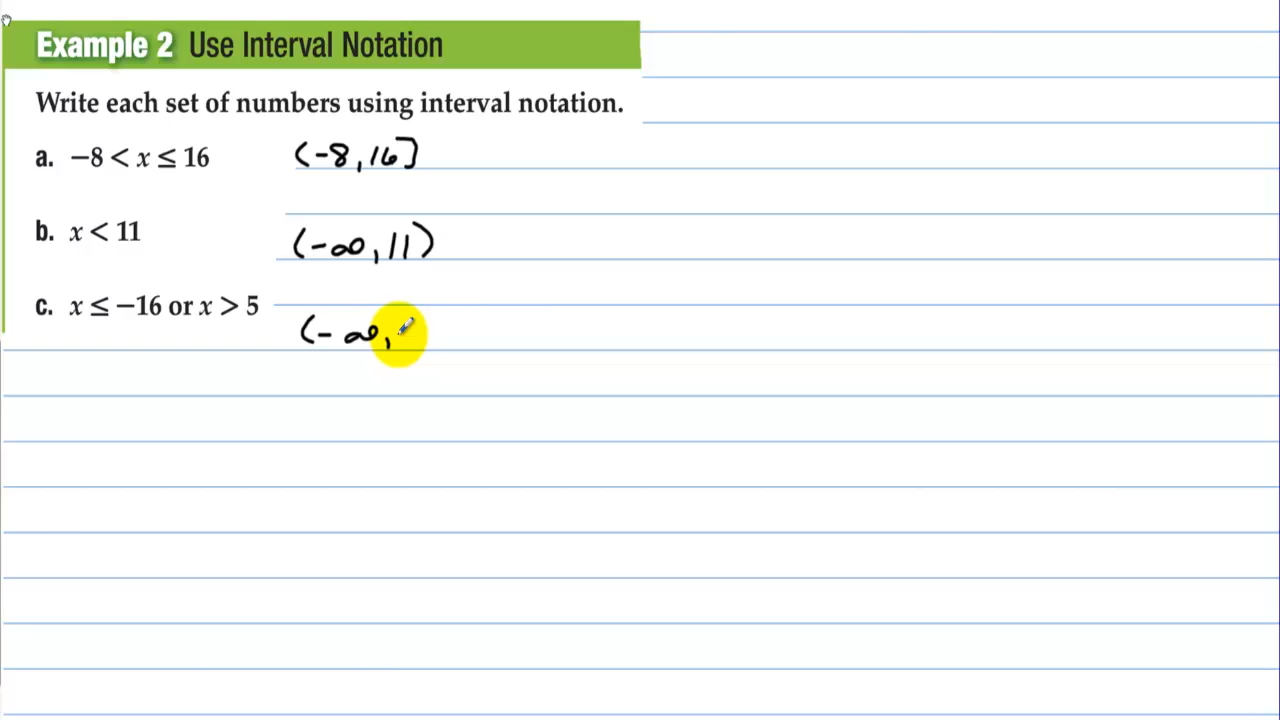 Example 2 Use Interval Notation
Write each set of numbers using interval notation.
a. −8 < x ≤ 16 (-8, 16]
b. x < 11 (-∞, 11)
c. x ≤ −16 or x > 5
(-∞,